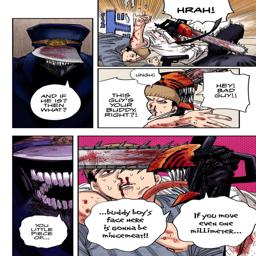 HRAH!
AND IF
HE IS?
THEN
WHAT?
UNGH!
HEY!
BAD
GUY!!
THIS
GUY'S
YOUR
BUDDY,
RIGHT?!
YOU
LITTLE
PIECE
OF...
...buddy boy's
face here
is gonna be
mincemeat!!
If you
move even
one
millimeter...